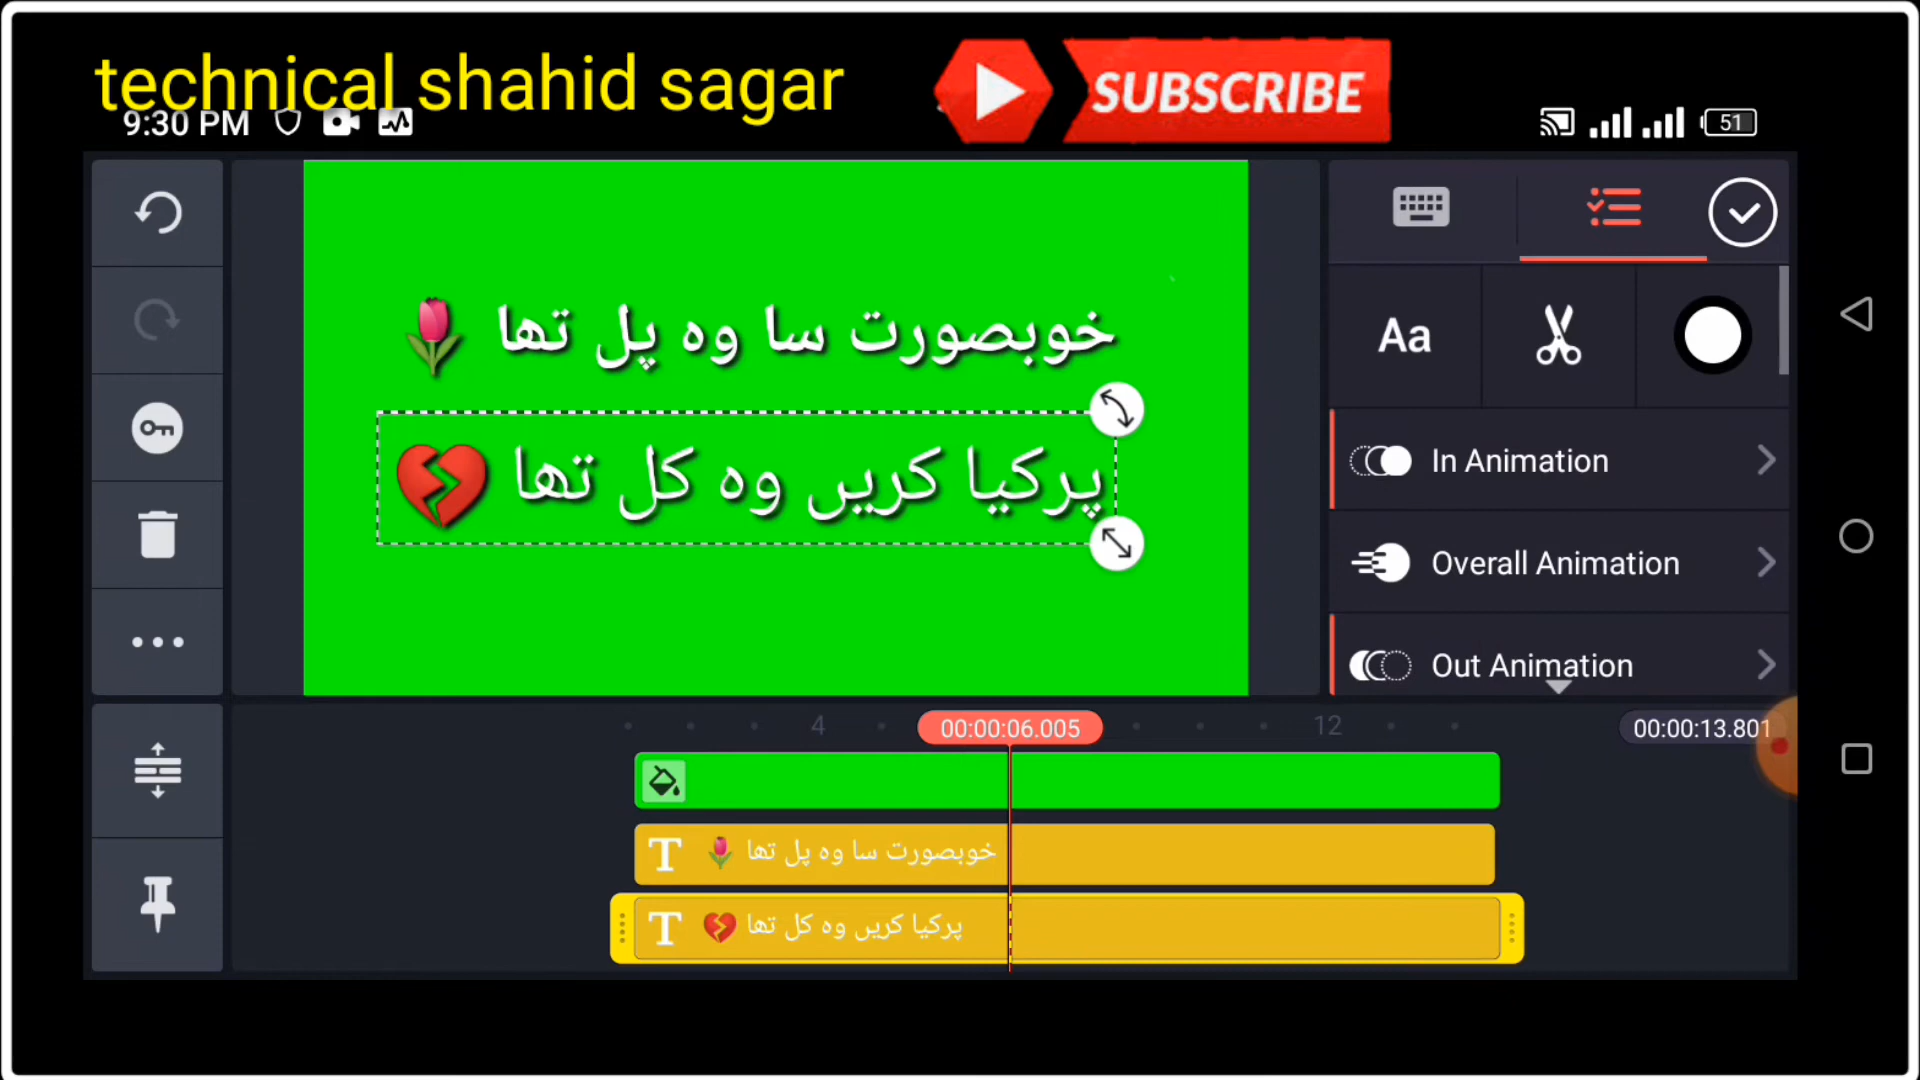 technical shahid sagar
SUBSCRIBE
9:30 PM
51
خوبصورت سا وہ پل تھا 🌷
پرکیا کریں وہ کل تھا 💔
Aa
In Animation
Overall Animation
Out Animation
4
00:00:06.005
12
00:00:13.801
T 🌷 خوبصورت سا وہ پل تھا
T 💔 پرکیا کریں وہ کل تھا